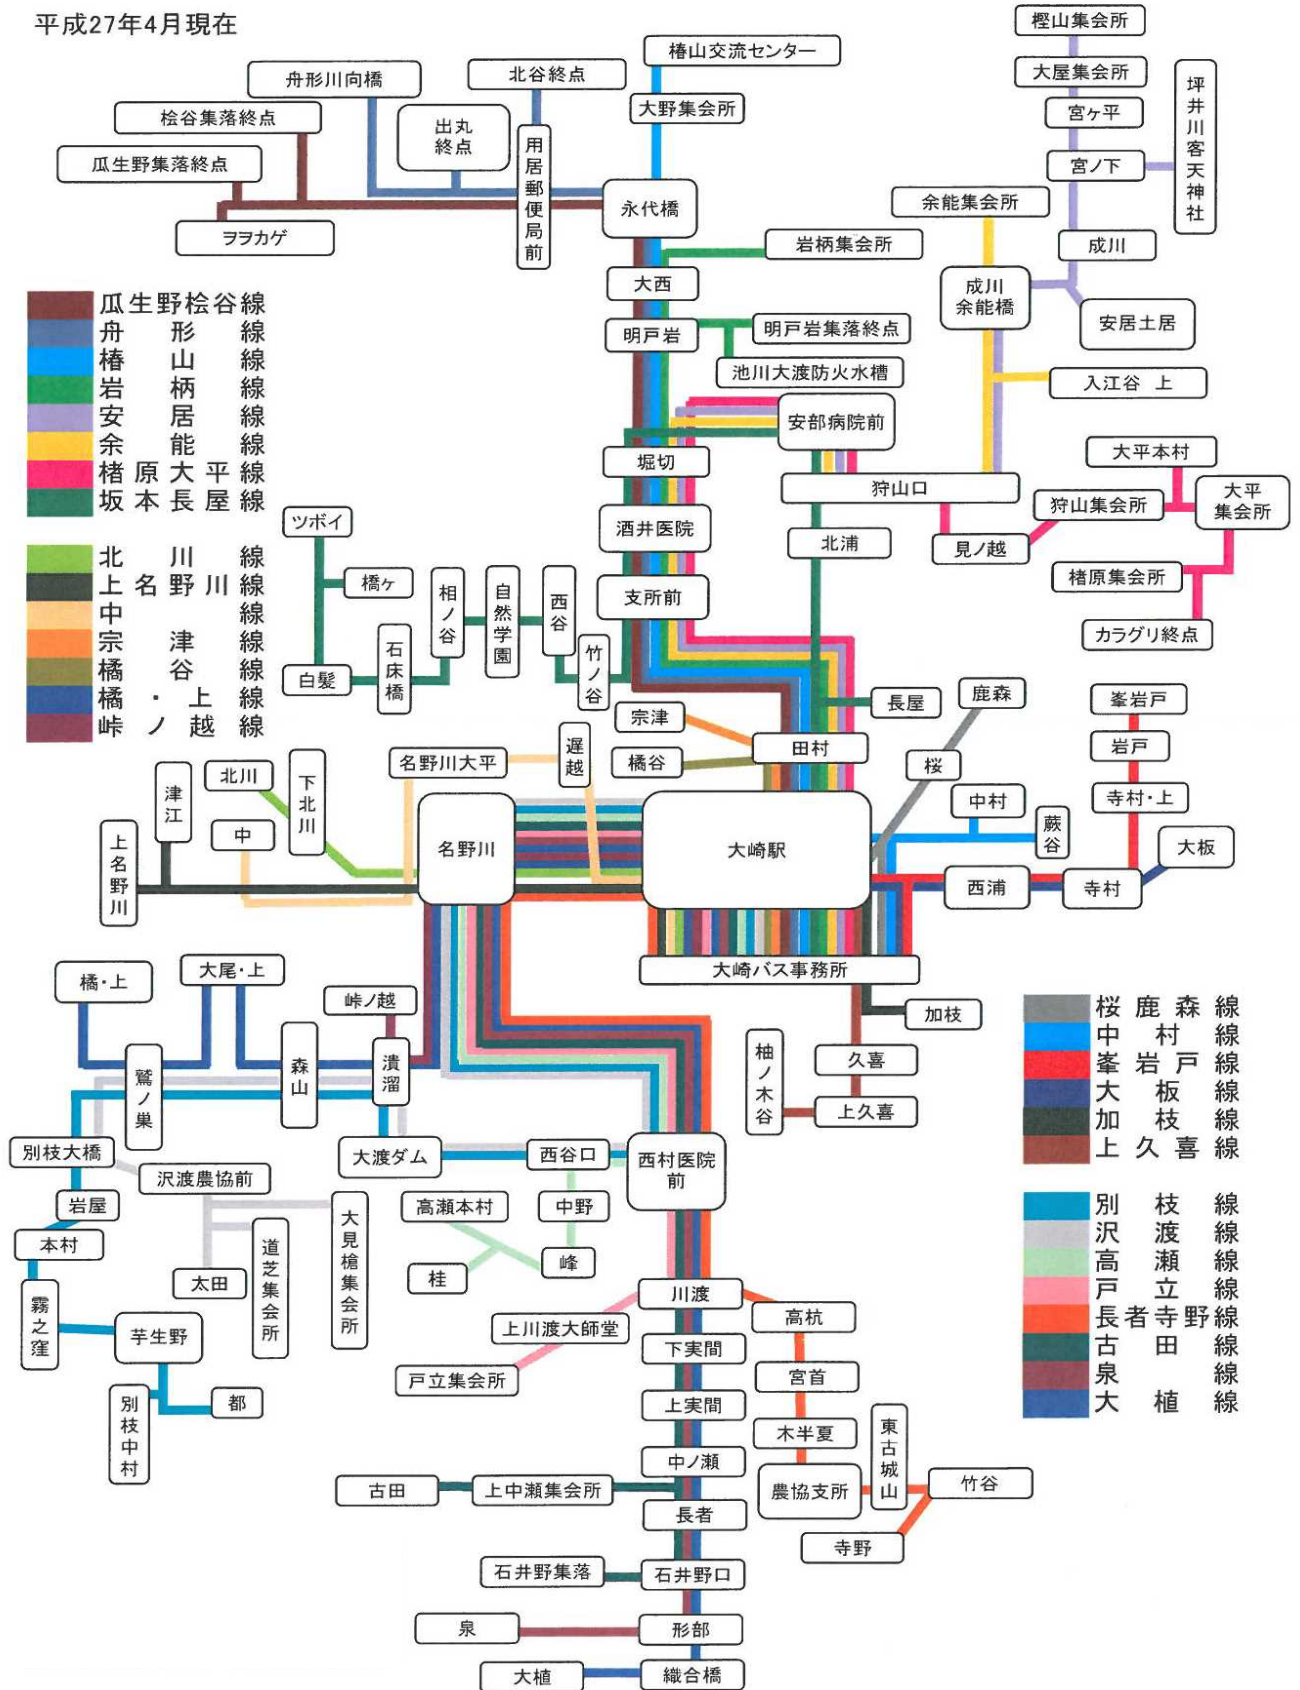 平成27年4月現在
樫山集会所
椿山交流センター
舟形川向橋
北谷終点
大屋集会所
大野集会所
宮ヶ平
坪井川客天神社
桧谷集落終点
出丸
終点
用居郵便局前
瓜生野集落終点
宮ノ下
永代橋
余能集会所
ヲヲカゲ
岩柄集会所
成川
大西
成川
余能橋
安居土居
明戸岩
明戸岩集落終点
池川大渡防火水槽
入江谷 上
瓜生野桧谷線
舟形線
椿山線
岩柄線
安居線
余能線
楮原大平線
坂本長屋線
安部病院前
堀切
大平本村
狩山口
狩山集会所
大平
集会所
ツボイ
酒井医院
北浦
見ノ越
橋ヶ
相ノ谷
自然学園
西谷
支所前
楮原集会所
カラグリ終点
北川線
上名野川線
中線
宗津線
橘谷線
橘・上線
峠ノ越線
白髪
石床橋
竹ノ谷
長屋
鹿森
峯岩戸
宗津
田村
岩戸
名野川大平
遅越
橘谷
桜
北川
下北川
寺村・上
津江
中村
蕨谷
中
上名野川
名野川
大崎駅
大板
西浦
寺村
大崎バス事務所
橘・上
大尾・上
峠ノ越
加枝
森山
潰溜
鷲ノ巣
柚ノ木谷
久喜
上久喜
桜鹿森線
中村線
峯岩戸線
大板線
加枝線
上久喜線
別枝大橋
大渡ダム
西谷口
西村医院
前
沢渡農協前
岩屋
高瀬本村
中野
大見槍集会所
道芝集会所
本村
太田
桂
峰
別枝線
沢渡線
高瀬線
戸立線
長者寺野線
古田線
泉線
大植線
霧之窪
川渡
高杭
芋生野
上川渡大師堂
下実間
戸立集会所
宮首
別枝中村
都
上実間
木半夏
東古城山
中ノ瀬
古田
上中瀬集会所
農協支所
竹谷
長者
寺野
石井野集落
石井野口
泉
形部
大植
織合橋